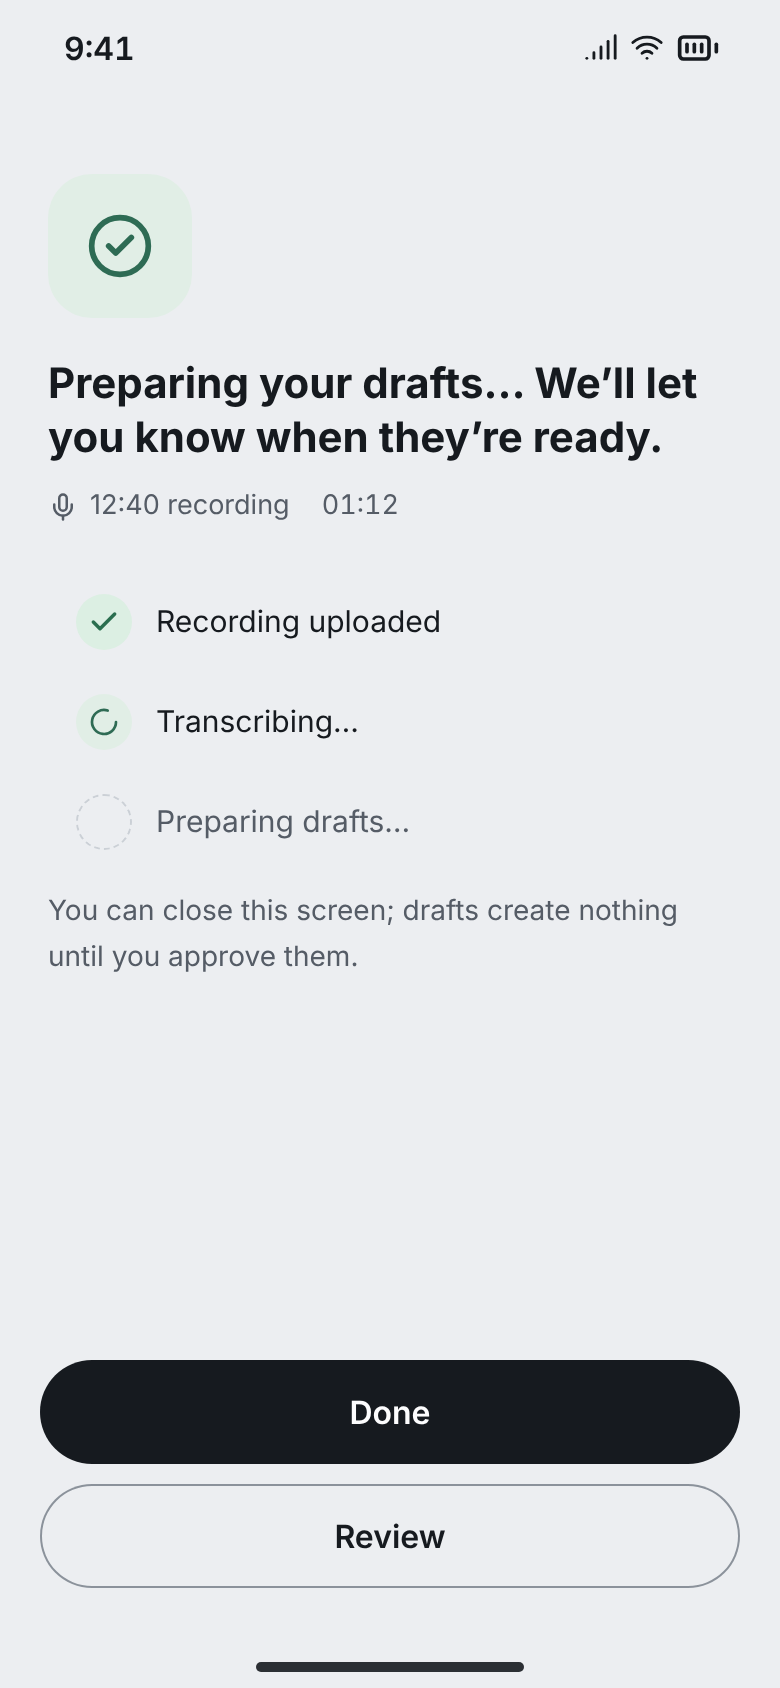 9:41
Preparing your drafts... We’ll let
you know when they’re ready.
12:40 recording 01:12
Recording uploaded
Transcribing...
Preparing drafts...
You can close this screen; drafts create nothing
until you approve them.
Done
Review